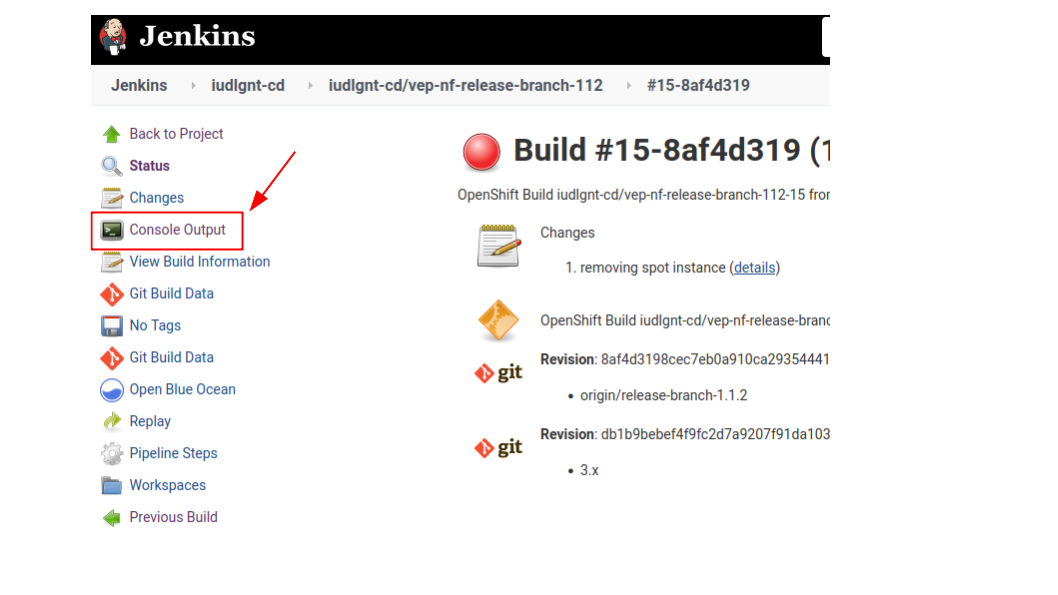 Jenkins
Jenkins iudlgnt-cd iudlgnt-cd/vep-nf-release-branch-112 #15-8af4d319
Back to Project
Status
Changes
Console Output
View Build Information
Git Build Data
No Tags
Git Build Data
Open Blue Ocean
Replay
Pipeline Steps
Workspaces
Previous Build
Build #15-8af4d319 (1
OpenShift Build iudlgnt-cd/vep-nf-release-branch-112-15 from
Changes
1. removing spot instance (details)
OpenShift Build iudlgnt-cd/vep-nf-release-branc
git
Revision: 8af4d3198cec7eb0a910ca29354441
• origin/release-branch-1.1.2
git
Revision: db1b9bebef4f9fc2d7a9207f91da103
• 3.x